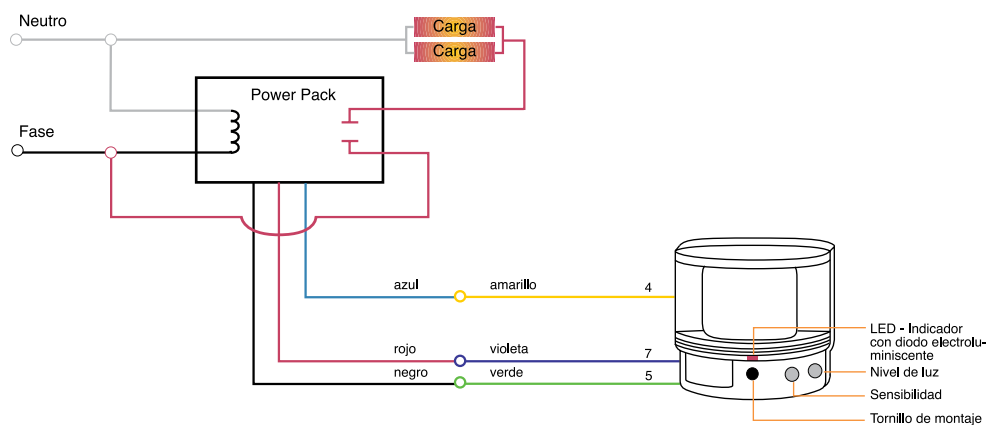 Neutro
Carga
Carga
Power Pack
Fase
azul amarillo 4
rojo violeta 7
negro verde 5
LED - Indicador
con diodo electrolu-
miniscente
Nivel de luz
Sensibilidad
Tornillo de montaje